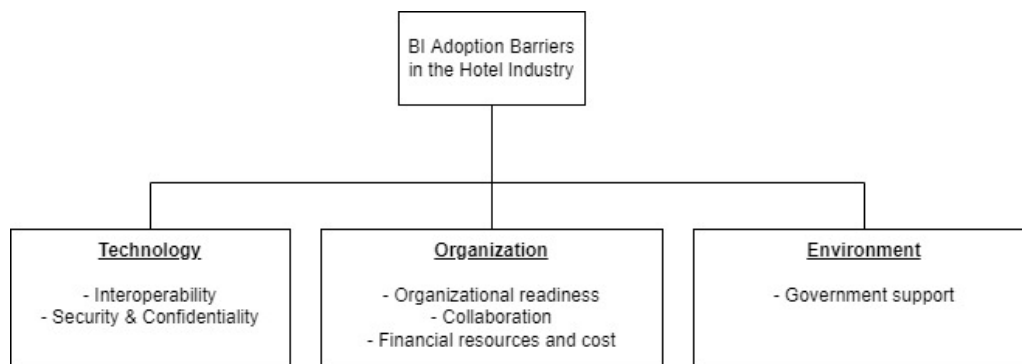 BI Adoption Barriers
in the Hotel Industry
Technology
- Interoperability
- Security & Confidentiality
Organization
- Organizational readiness
- Collaboration
- Financial resources and cost
Environment
- Government support